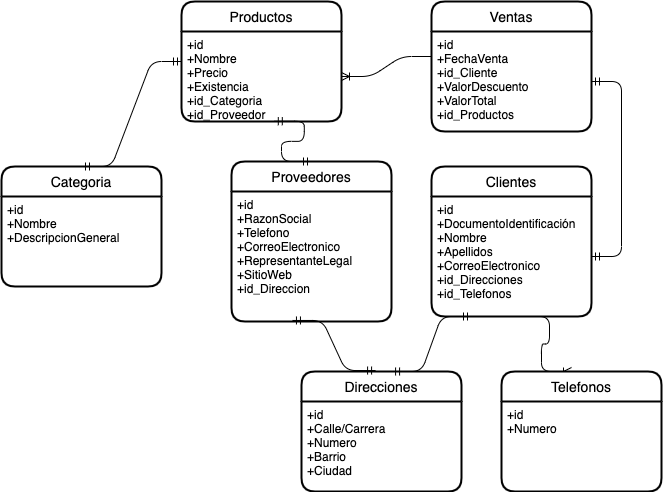 Productos
+id
+Nombre
+Precio
+Existencia
+id_Categoria
+id_Proveedor
Ventas
+id
+FechaVenta
+id_Cliente
+ValorDescuento
+ValorTotal
+id_Productos
Categoria
+id
+Nombre
+DescripcionGeneral
Proveedores
+id
+RazonSocial
+Telefono
+CorreoElectronico
+RepresentanteLegal
+SitioWeb
+id_Direccion
Clientes
+id
+DocumentoIdentificación
+Nombre
+Apellidos
+CorreoElectronico
+id_Direcciones
+id_Telefonos
Direcciones
+id
+Calle/Carrera
+Numero
+Barrio
+Ciudad
Telefonos
+id
+Numero